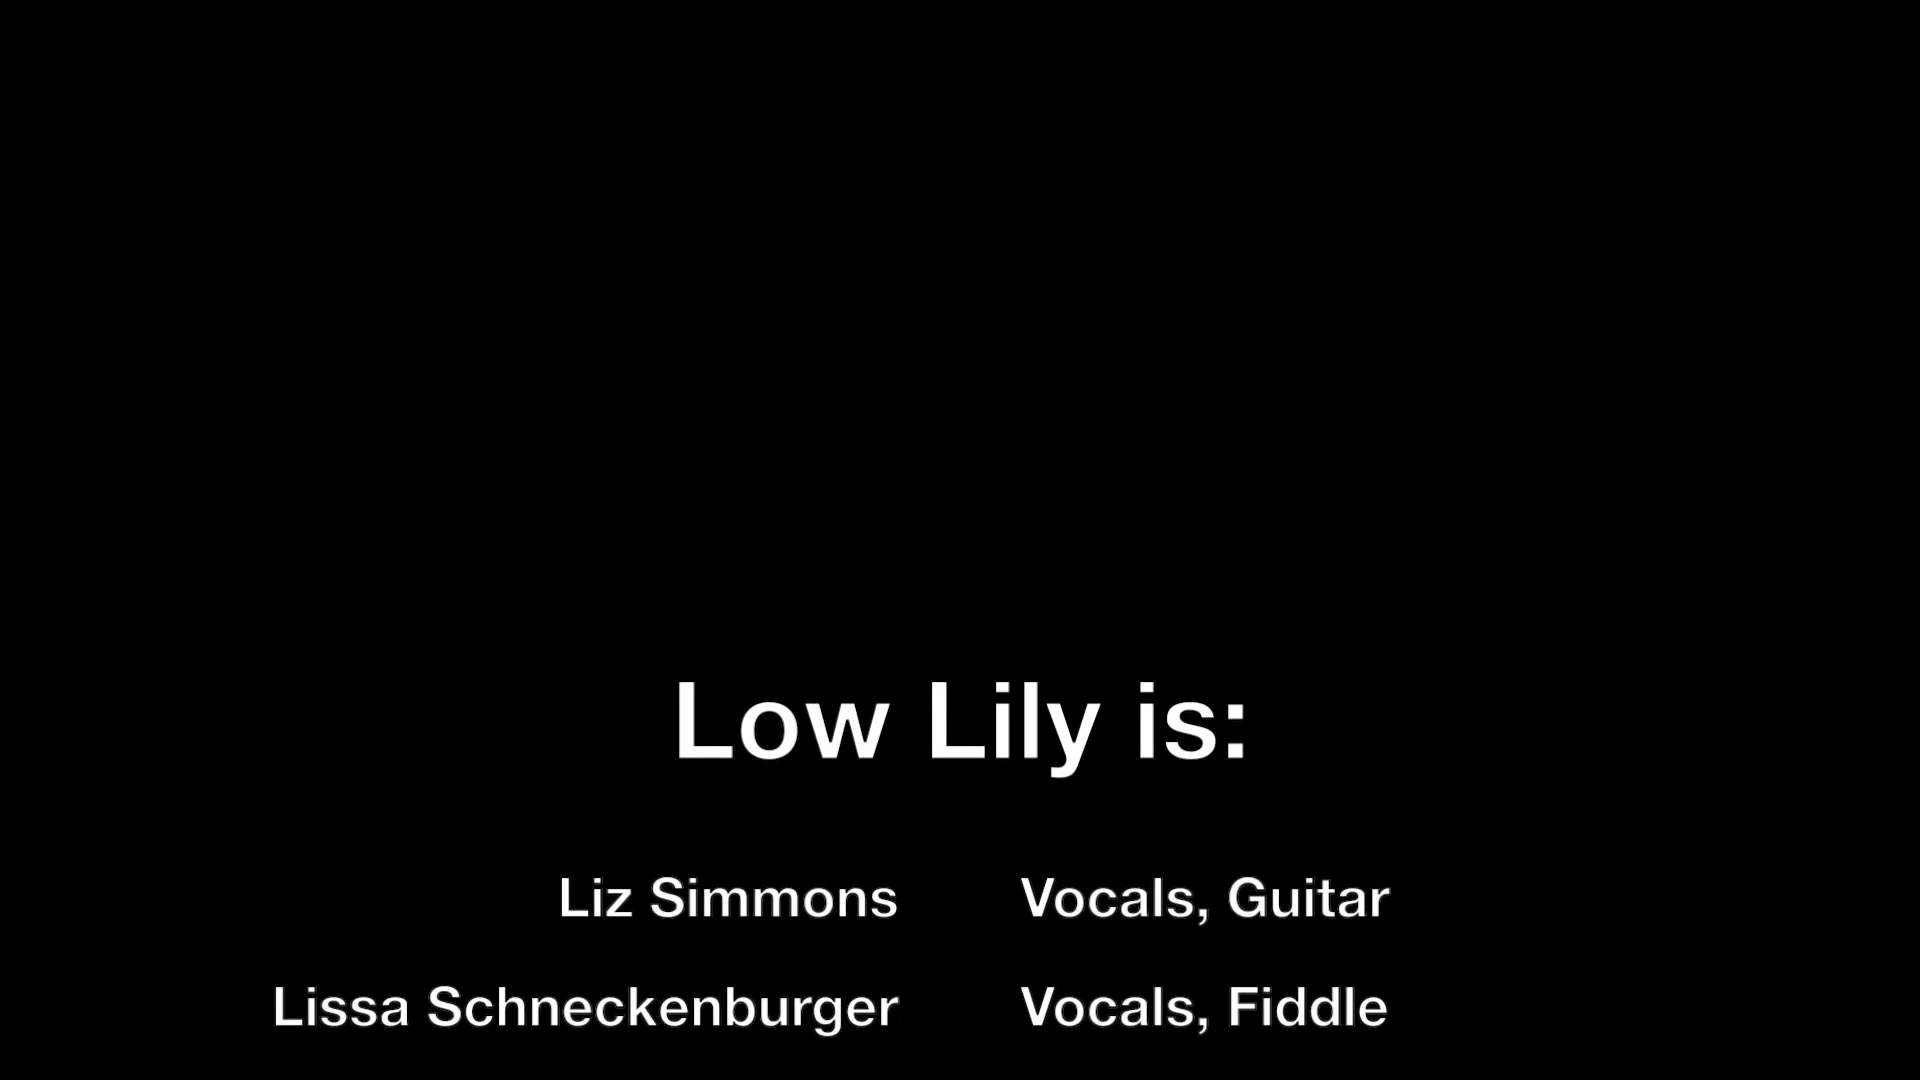 Low Lily is:
Liz Simmons Vocals, Guitar
Lissa Schneckenburger Vocals, Fiddle